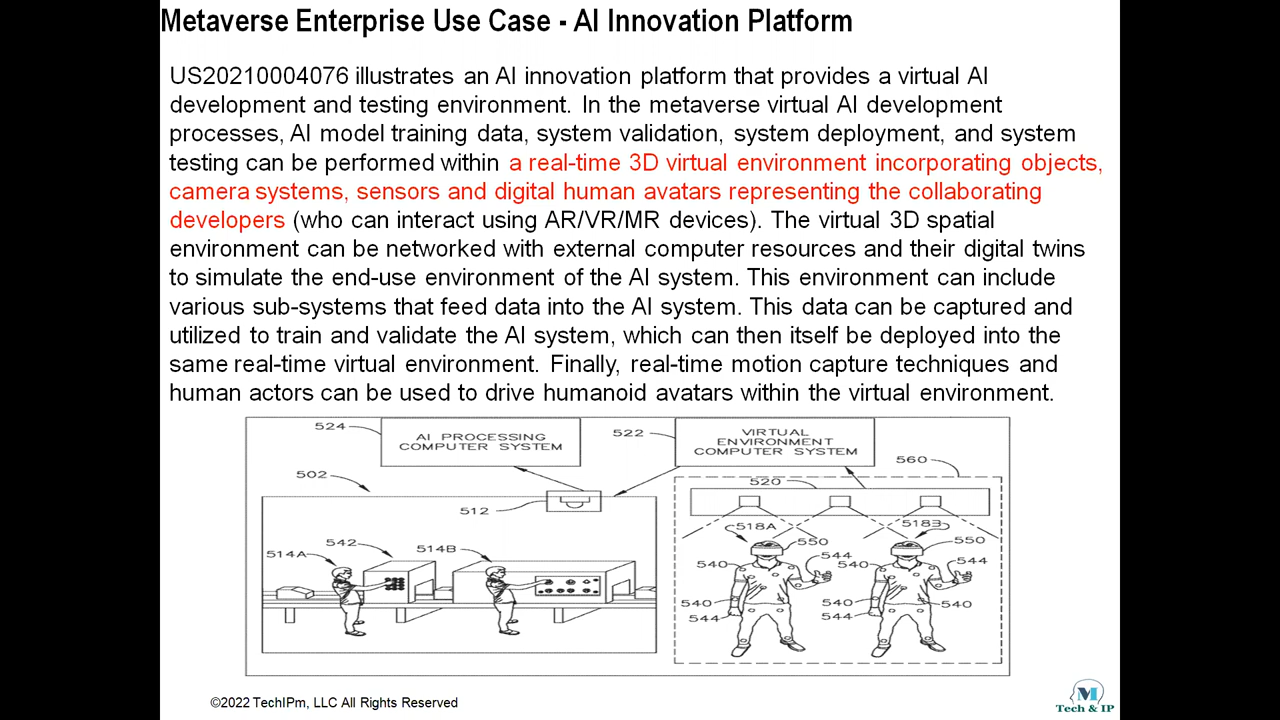 Metaverse Enterprise Use Case - AI Innovation Platform
US20210004076 illustrates an AI innovation platform that provides a virtual AI
development and testing environment. In the metaverse virtual AI development
processes, AI model training data, system validation, system deployment, and system
testing can be performed within a real-time 3D virtual environment incorporating objects,
camera systems, sensors and digital human avatars representing the collaborating
developers (who can interact using AR/VR/MR devices). The virtual 3D spatial
environment can be networked with external computer resources and their digital twins
to simulate the end-use environment of the AI system. This environment can include
various sub-systems that feed data into the AI system. This data can be captured and
utilized to train and validate the AI system, which can then itself be deployed into the
same real-time virtual environment. Finally, real-time motion capture techniques and
human actors can be used to drive humanoid avatars within the virtual environment.
524
AI PROCESSING
COMPUTER SYSTEM
522
VIRTUAL
ENVIRONMENT
COMPUTER SYSTEM
560
502
520
512
518A
518B
514A
542
514B
550
550
540
544
540
544
540
544
540
544
540
©2022 TechIPm, LLC All Rights Reserved
M
Tech & IP